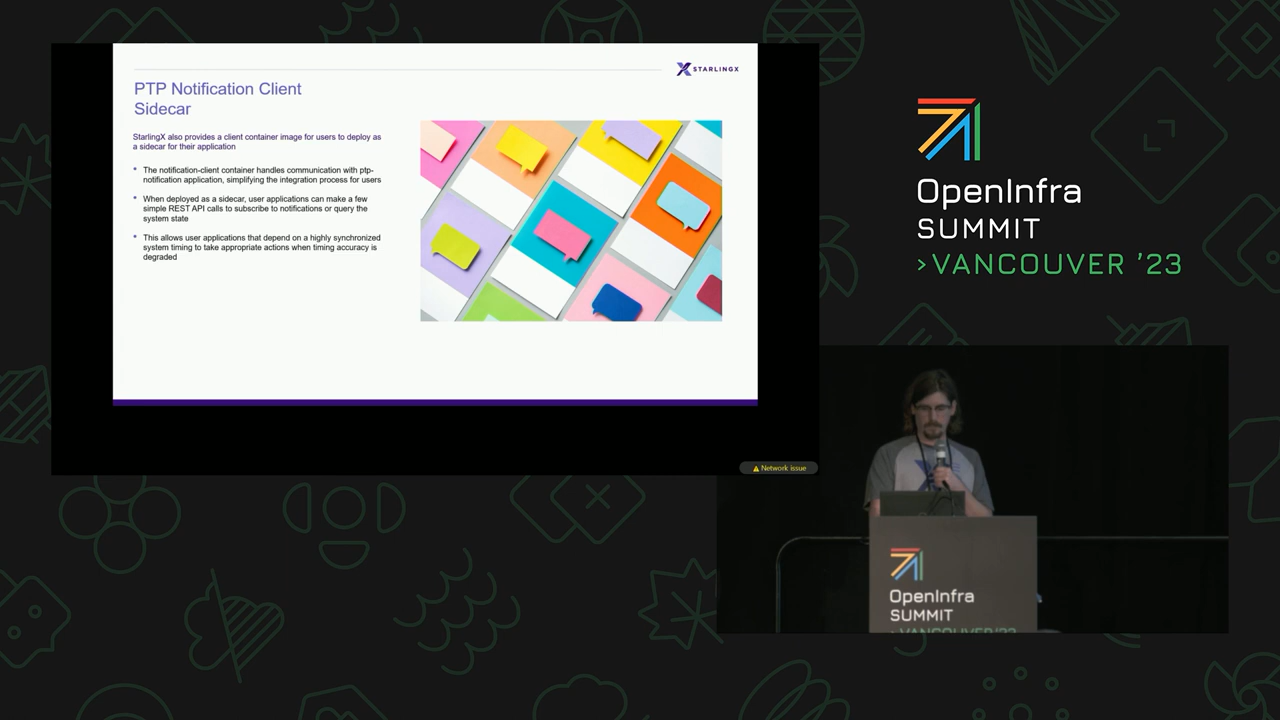 STARLINGX
PTP Notification Client
Sidecar
StarlingX also provides a client container image for users to deploy as
a sidecar for their application
• The notification-client container handles communication with ptp-
notification application, simplifying the integration process for users
• When deployed as a sidecar, user applications can make a few
simple REST API calls to subscribe to notifications or query the
system state
• This allows user applications that depend on a highly synchronized
system timing to take appropriate actions when timing accuracy is
degraded
Network issue
OpenInfra
SUMMIT
>VANCOUVER '23
OpenInfra
SUMMIT
>VANCOUVER'23